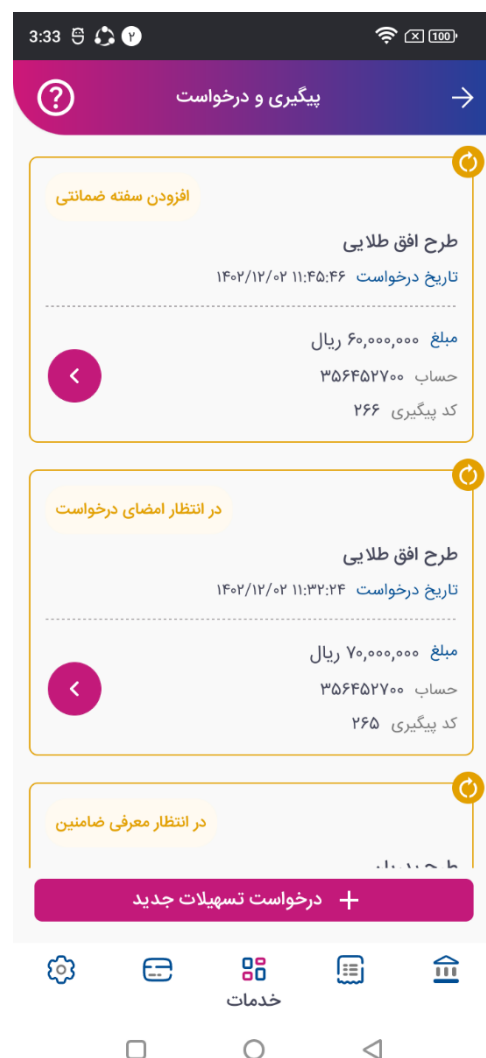 3:33
۲
100
پیگیری و درخواست
افزودن سفته ضمانتی
طرح افق طلایی
تاریخ درخواست ۱۴۰۲/۱۲/۰۲ ۱۱:۴۵:۴۶
مبلغ ۶۰,۰۰۰,۰۰۰ ریال
حساب ۳۵۶۴۵۲۷۰۰
کد پیگیری ۲۶۶
در انتظار امضای درخواست
طرح افق طلایی
تاریخ درخواست ۱۴۰۲/۱۲/۰۲ ۱۱:۳۲:۲۴
مبلغ ۷۰,۰۰۰,۰۰۰ ریال
حساب ۳۵۶۴۵۲۷۰۰
کد پیگیری ۲۶۵
در انتظار معرفی ضامنین
درخواست تسهیلات جدید
خدمات